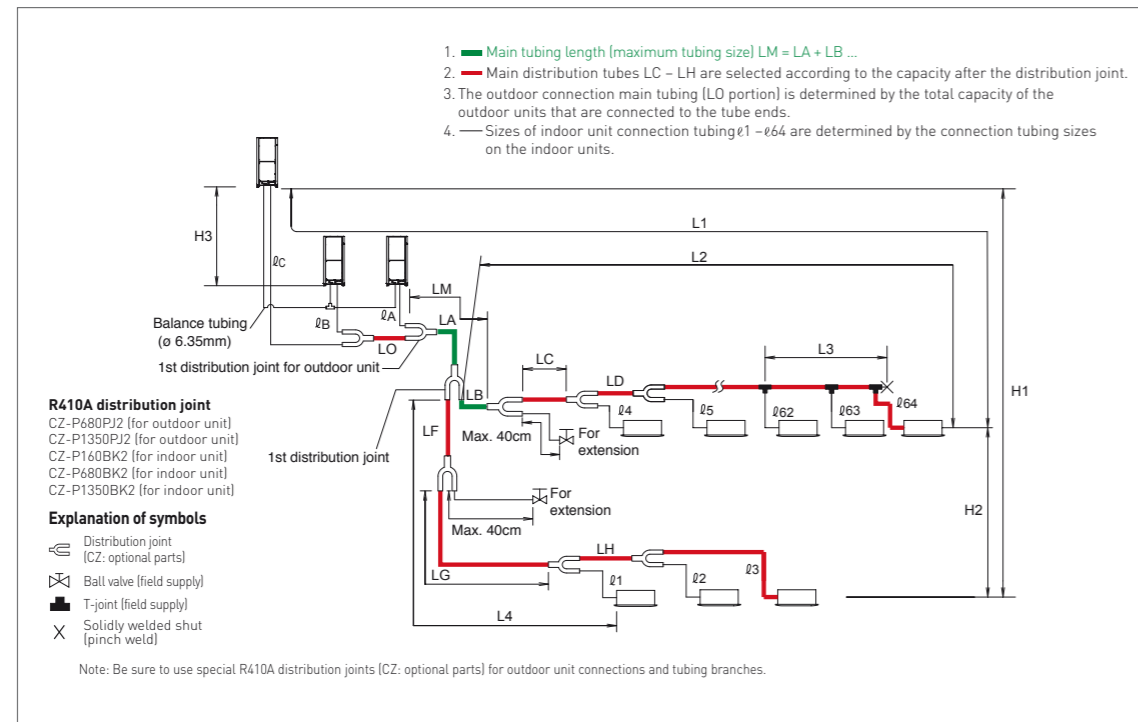 1. Main tubing length (maximum tubing size) LM = LA + LB ...
2. Main distribution tubes LC – LH are selected according to the capacity after the distribution joint.
3. The outdoor connection main tubing (LO portion) is determined by the total capacity of the
outdoor units that are connected to the tube ends.
4. Sizes of indoor unit connection tubing ℓ1 – ℓ64 are determined by the connection tubing sizes
on the indoor units.
H3
ℓC
L1
L2
LM
Balance tubing
(ø 6.35mm)
ℓB
ℓA
LA
LO
1st distribution joint for outdoor unit
LB
LC
LD
L3
H1
ℓ4
ℓ5
ℓ62
ℓ63
ℓ64
Max. 40cm
For
extension
LF
1st distribution joint
H2
For
extension
Max. 40cm
LG
LH
ℓ1
ℓ2
ℓ3
L4
R410A distribution joint
CZ-P680PJ2 (for outdoor unit)
CZ-P1350PJ2 (for outdoor unit)
CZ-P160BK2 (for indoor unit)
CZ-P680BK2 (for indoor unit)
CZ-P1350BK2 (for indoor unit)
Explanation of symbols
Distribution joint
(CZ: optional parts)
Ball valve (field supply)
T-joint (field supply)
Solidly welded shut
(pinch weld)
Note: Be sure to use special R410A distribution joints (CZ: optional parts) for outdoor unit connections and tubing branches.